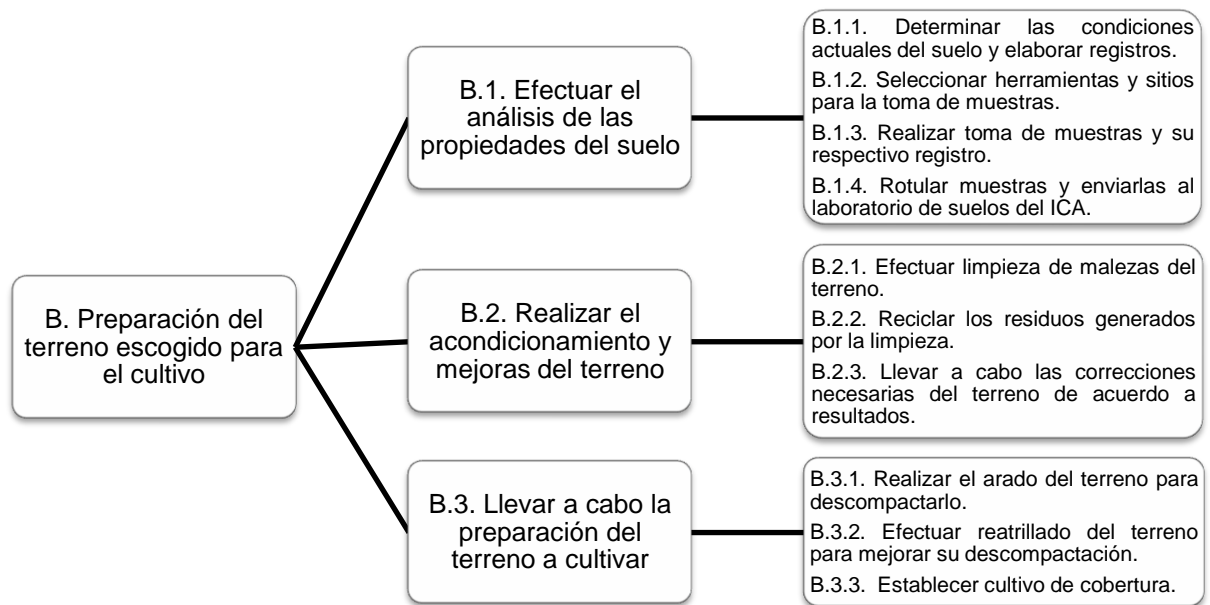 B. Preparación del
terreno escogido para
el cultivo
B.1. Efectuar el
análisis de las
propiedades del suelo
B.1.1. Determinar las condiciones
actuales del suelo y elaborar registros.
B.1.2. Seleccionar herramientas y sitios
para la toma de muestras.
B.1.3. Realizar toma de muestras y su
respectivo registro.
B.1.4. Rotular muestras y enviarlas al
laboratorio de suelos del ICA.
B.2. Realizar el
acondicionamiento y
mejoras del terreno
B.2.1. Efectuar limpieza de malezas del
terreno.
B.2.2. Reciclar los residuos generados
por la limpieza.
B.2.3. Llevar a cabo las correcciones
necesarias del terreno de acuerdo a
resultados.
B.3. Llevar a cabo la
preparación del
terreno a cultivar
B.3.1. Realizar el arado del terreno para
descompactarlo.
B.3.2. Efectuar reatrillado del terreno
para mejorar su descompactación.
B.3.3. Establecer cultivo de cobertura.